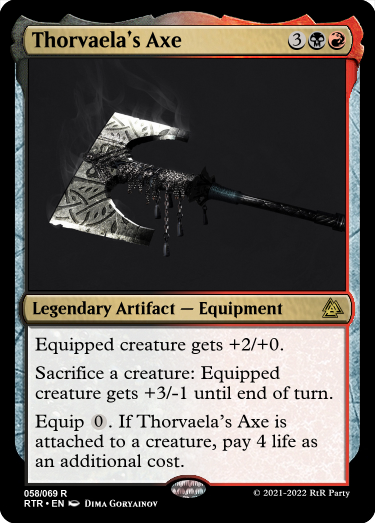 Thorvaela's Axe 3
Legendary Artifact — Equipment
Equipped creature gets +2/+0.
Sacrifice a creature: Equipped
creature gets +3/-1 until end of turn.
Equip 0. If Thorvaela's Axe is
attached to a creature, pay 4 life as
an additional cost.
058/069 R
RTR • EN DIMA GORYAINOV
© 2021-2022 RtR Party